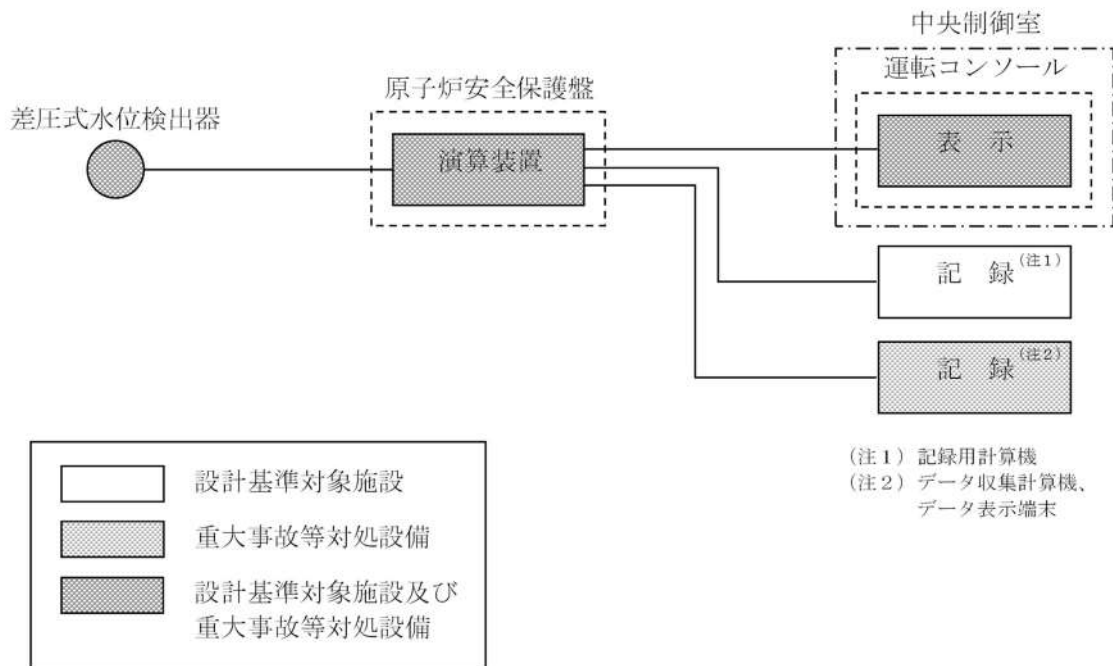 中央制御室
運転コンソール
原子炉安全保護盤
差圧式水位検出器
演算装置
表 示
記 録(注1)
記 録(注2)
(注1)記録用計算機
(注2)データ収集計算機、
データ表示端末
設計基準対象施設
重大事故等対処設備
設計基準対象施設及び
重大事故等対処設備